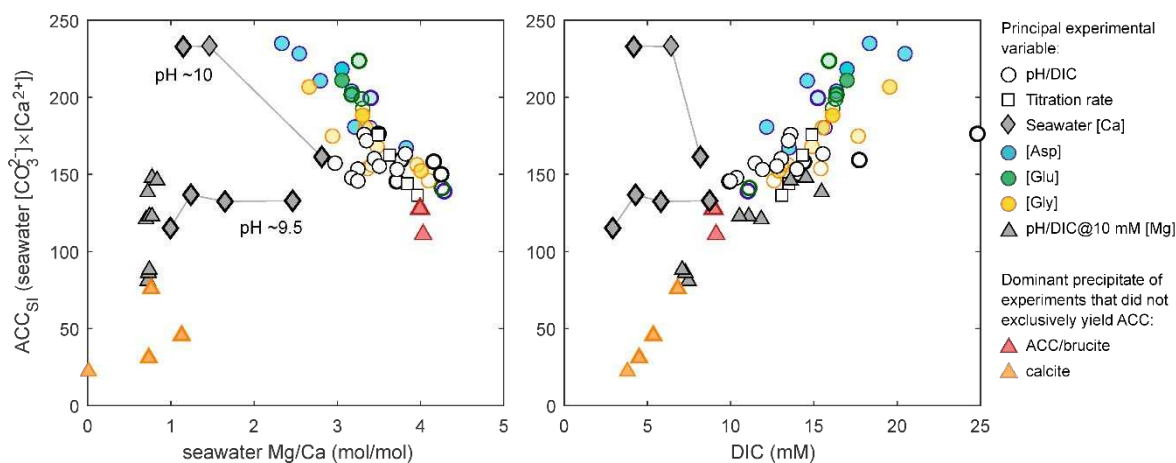 250
200
150
100
50
0
ACC_SI (seawater [CO₃²⁻]×[Ca²⁺])
pH ~10
pH ~9.5
0 1 2 3 4 5
seawater Mg/Ca (mol/mol)
250
200
150
100
50
0
0 5 10 15 20 25
DIC (mM)
Principal experimental
variable:
pH/DIC
Titration rate
Seawater [Ca]
[Asp]
[Glu]
[Gly]
pH/DIC@10 mM [Mg]
Dominant precipitate of
experiments that did not
exclusively yield ACC:
ACC/brucite
calcite